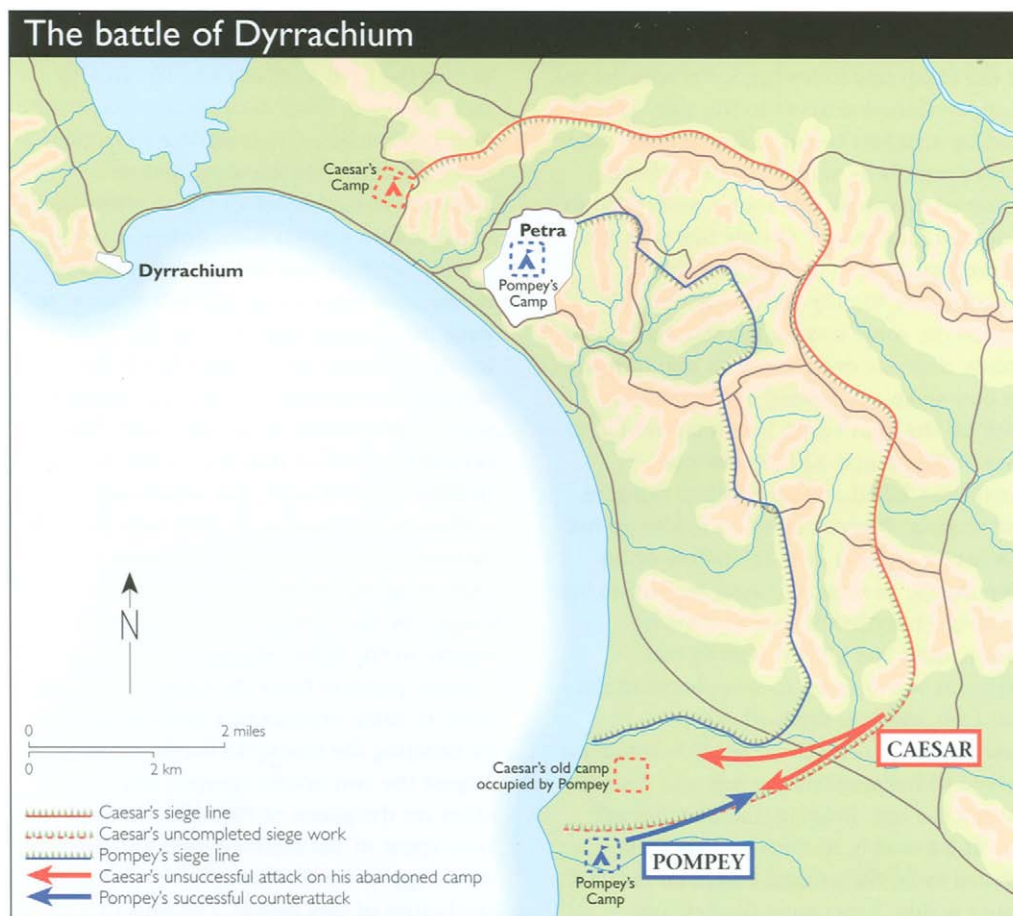 The battle of Dyrrachium
Caesar's
Camp
Petra
Pompey's
Camp
Dyrrachium
N
0 2 miles
0 2 km
Caesar's old camp
occupied by Pompey
CAESAR
POMPEY
Pompey's
Camp
Caesar's siege line
Caesar's uncompleted siege work
Pompey's siege line
Caesar's unsuccessful attack on his abandoned camp
Pompey's successful counterattack